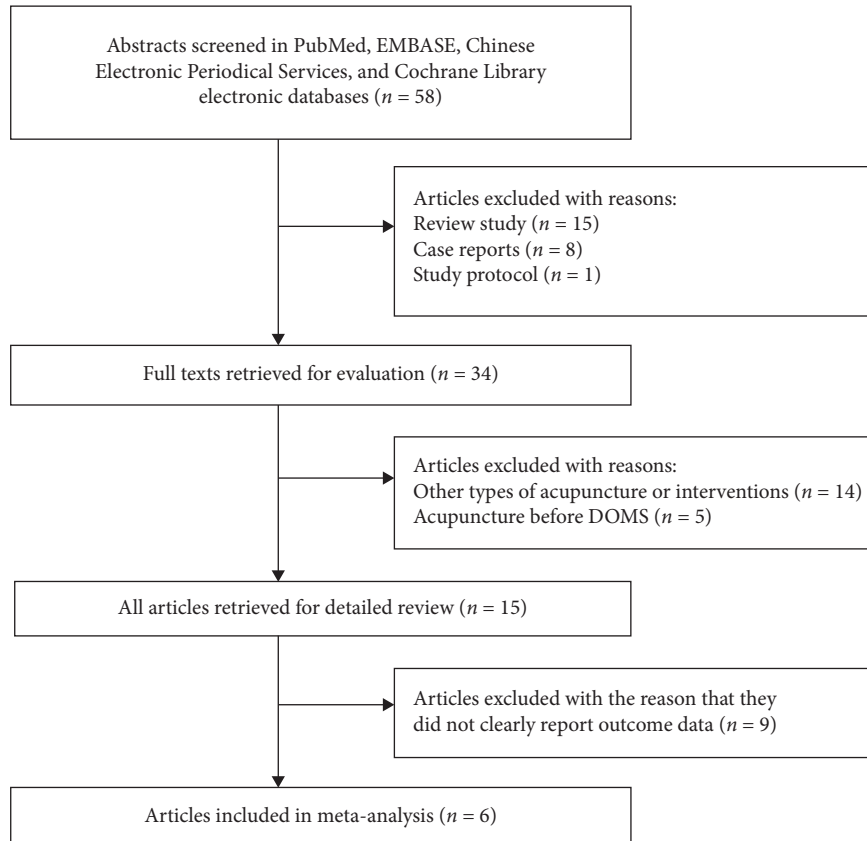 Abstracts screened in PubMed, EMBASE, Chinese
Electronic Periodical Services, and Cochrane Library
electronic databases (n = 58)
Articles excluded with reasons:
Review study (n = 15)
Case reports (n = 8)
Study protocol (n = 1)
Full texts retrieved for evaluation (n = 34)
Articles excluded with reasons:
Other types of acupuncture or interventions (n = 14)
Acupuncture before DOMS (n = 5)
All articles retrieved for detailed review (n = 15)
Articles excluded with the reason that they
did not clearly report outcome data (n = 9)
Articles included in meta-analysis (n = 6)